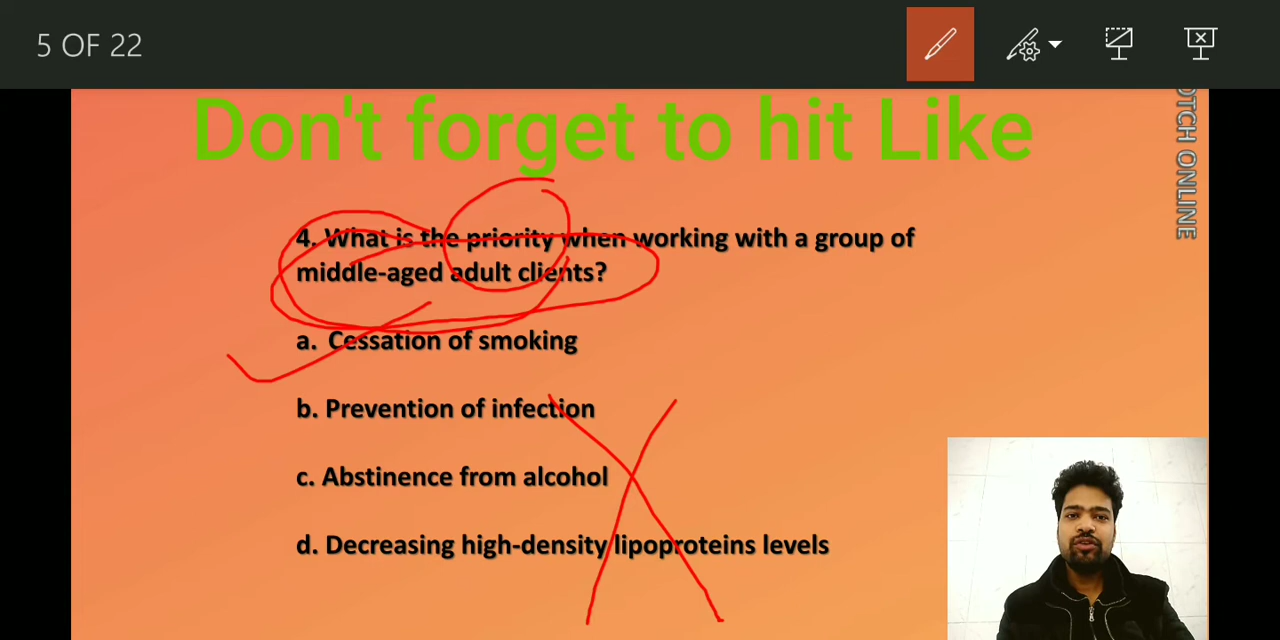 5 OF 22
Don't forget to hit Like
4. What is the priority when working with a group of
middle-aged adult clients?
a. Cessation of smoking
b. Prevention of infection
c. Abstinence from alcohol
d. Decreasing high-density lipoproteins levels
OTCH ONLINE